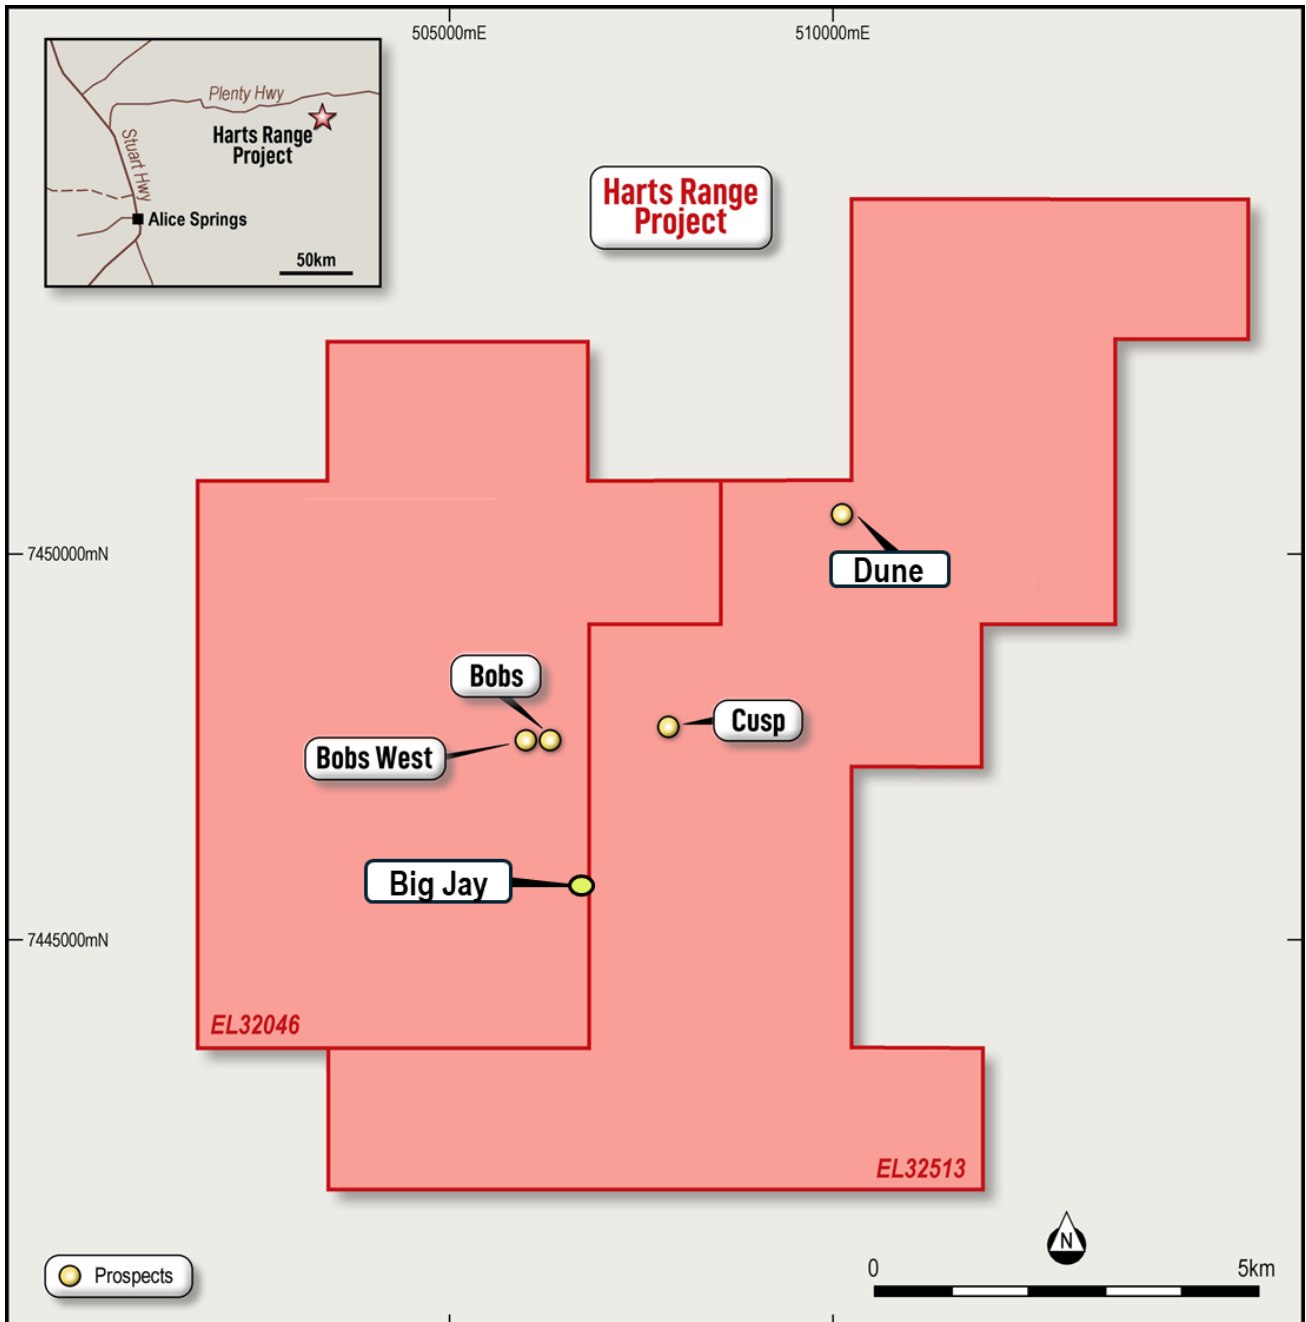 505000mE
510000mE
Plenty Hwy
Stuart Hwy
Harts Range
Project
Alice Springs
50km
Harts Range
Project
7450000mN
Dune
Bobs
Cusp
Bobs West
Big Jay
7445000mN
EL32046
EL32513
N
Prospects
0
5km